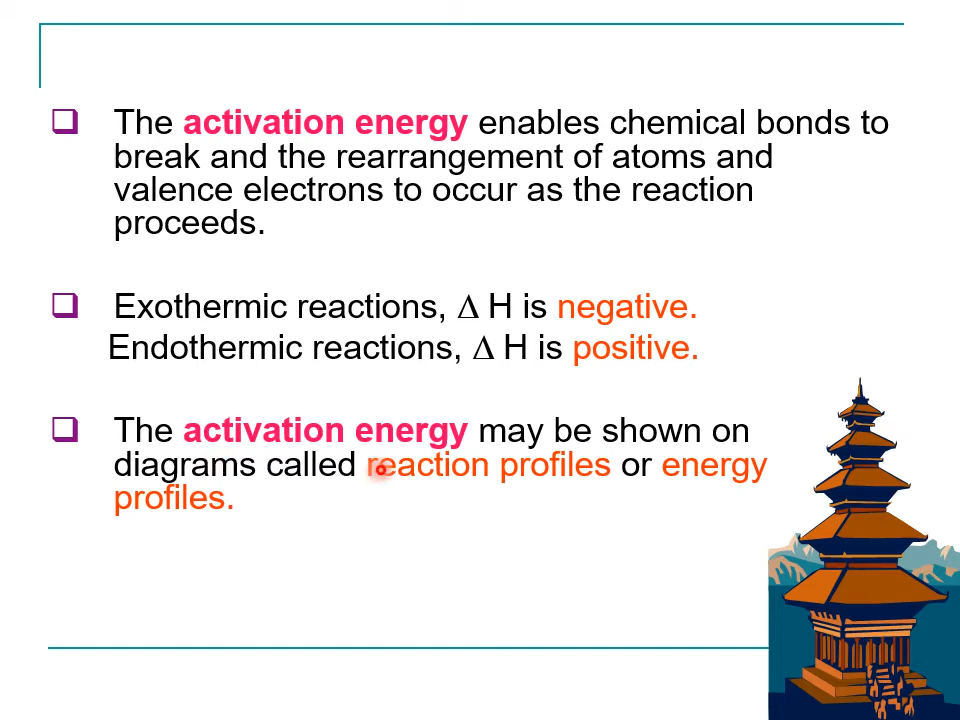 The activation energy enables chemical bonds to
break and the rearrangement of atoms and
valence electrons to occur as the reaction
proceeds.
Exothermic reactions, Δ H is negative.
Endothermic reactions, Δ H is positive.
The activation energy may be shown on
diagrams called reaction profiles or energy
profiles.